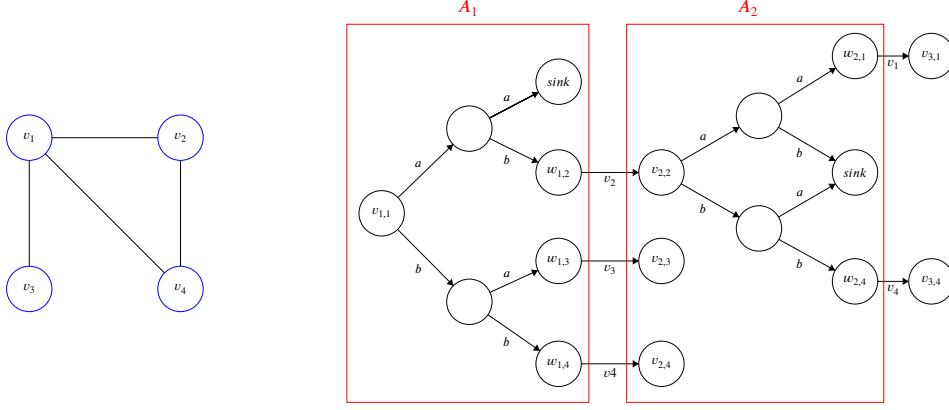 A₁
A₂
v₁
v₂
v₃
v₄
v₁,₁
a
b
a
b
a
b
sink
w₁,₂
w₁,₃
w₁,₄
v₂
v₃
v4
v₂,₂
v₂,₃
v₂,₄
a
b
a
b
a
b
w₂,₁
sink
w₂,₄
v₁
v₄
v₃,₁
v₃,₄